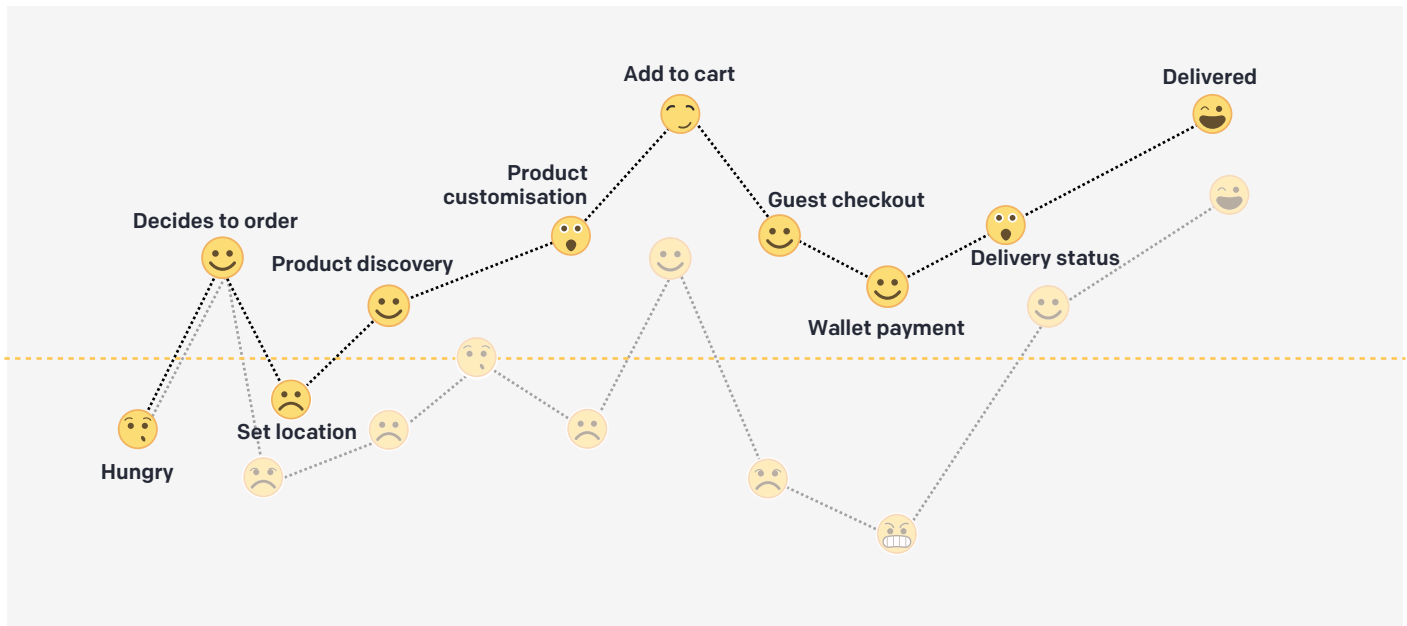 Add to cart
Delivered
Product
customisation
Guest checkout
Decides to order
Product discovery
Delivery status
Wallet payment
Set location
Hungry